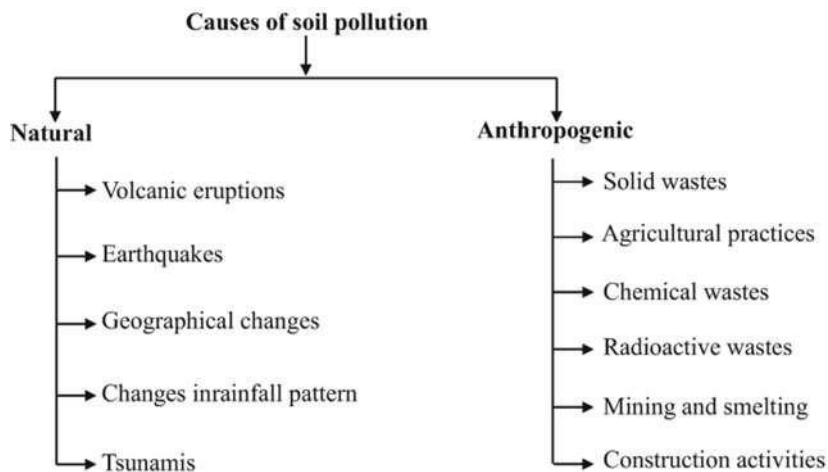 Causes of soil pollution
Natural
Volcanic eruptions
Earthquakes
Geographical changes
Changes inrainfall pattern
Tsunamis
Anthropogenic
Solid wastes
Agricultural practices
Chemical wastes
Radioactive wastes
Mining and smelting
Construction activities